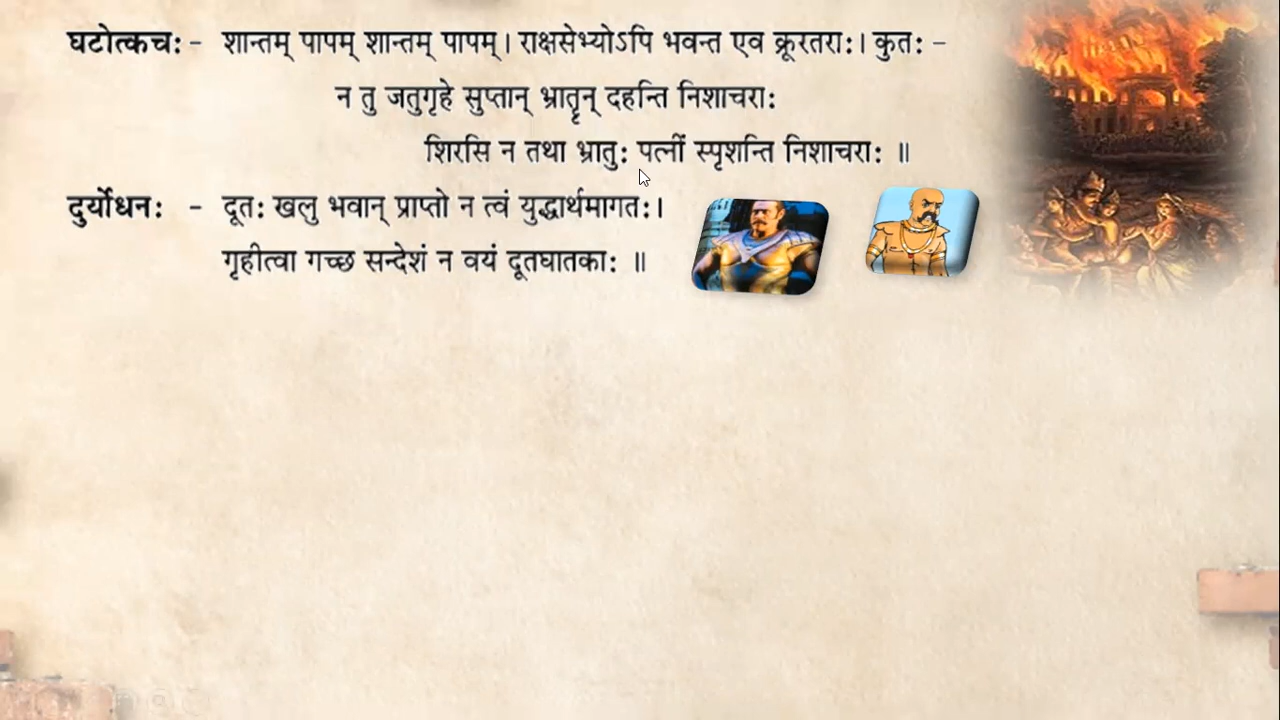 घटोत्कच: - शान्तम् पापम् शान्तम् पापम्। राक्षसेभ्योऽपि भवन्त एव क्रूरतरा:। कुत: -
न तु जतुगृहे सुप्तान् भ्रातॄन् दहन्ति निशाचरा:
शिरसि न तथा भ्रातु: पत्नीं स्पृशन्ति निशाचरा: ॥
दुर्योधन: - दूत: खलु भवान् प्राप्तो न त्वं युद्धार्थमागत:।
गृहीत्वा गच्छ सन्देशं न वयं दूतघातका: ॥